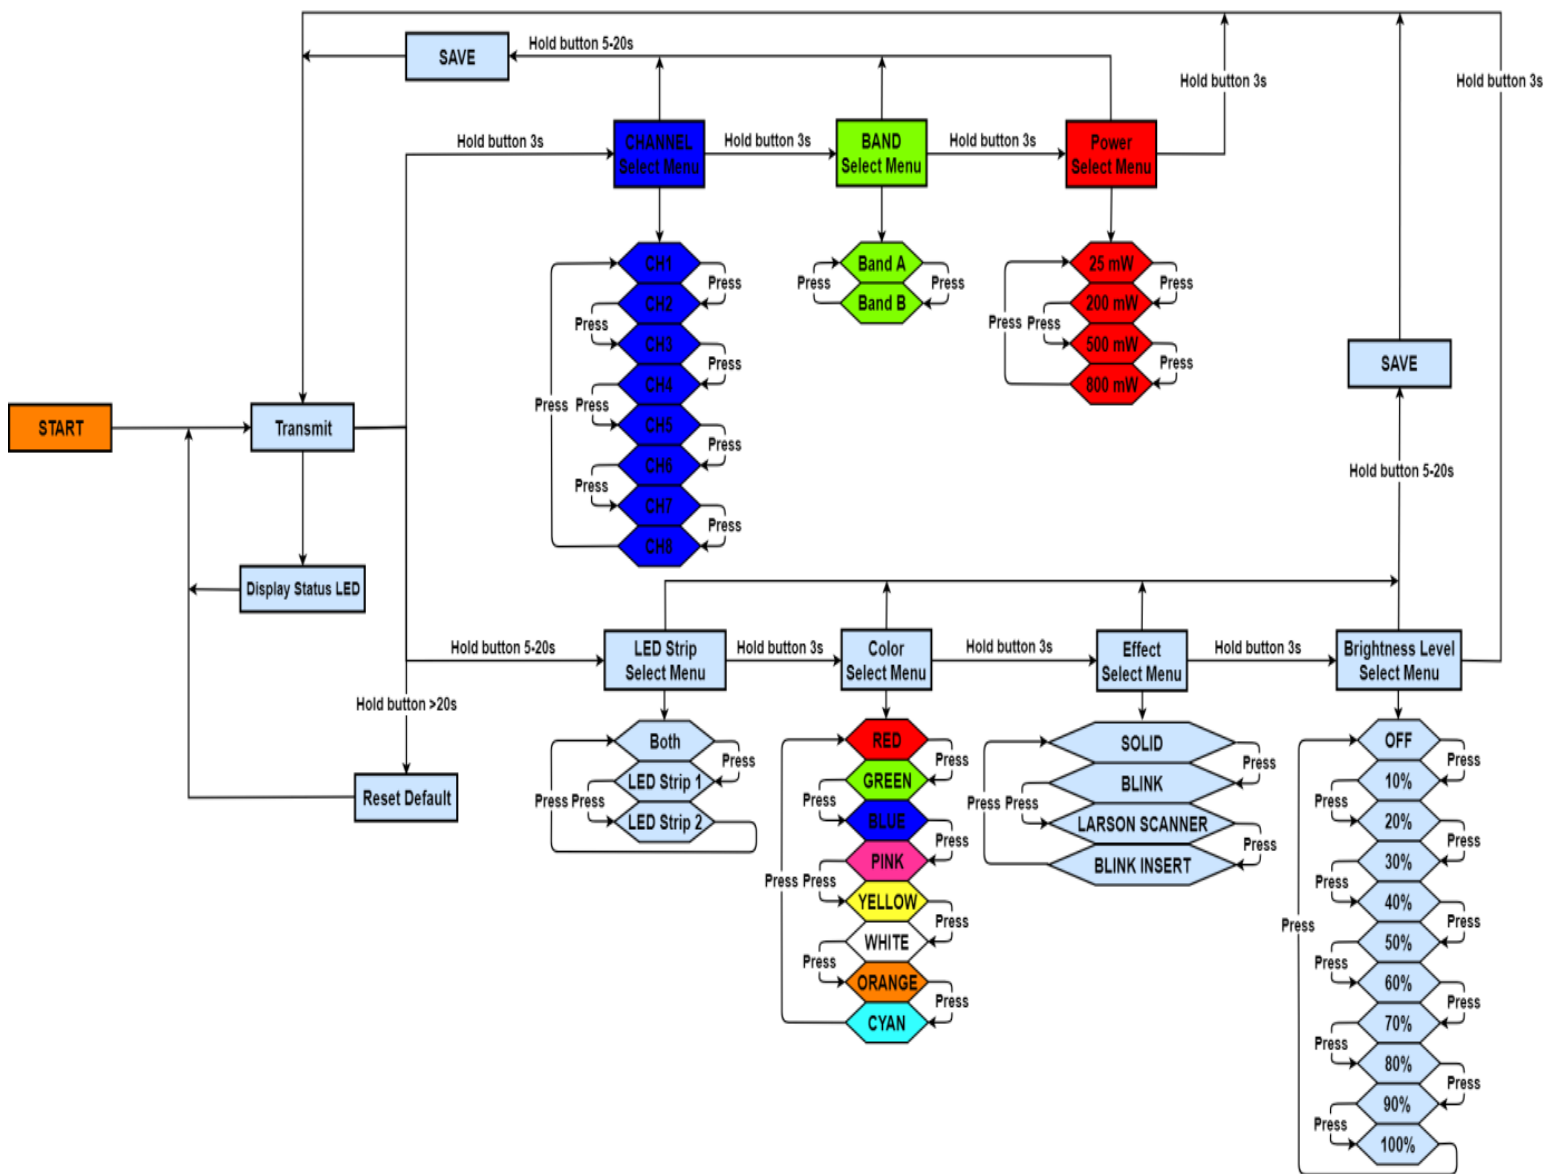 SAVE
Hold button 5-20s
Hold button 3s
Hold button 3s
Hold button 3s
CHANNEL
Select Menu
Hold button 3s
BAND
Select Menu
Hold button 3s
Power
Select Menu
CH1
CH2
CH3
CH4
CH5
CH6
CH7
CH8
Press
Press
Press
Press
Press
Press
Press
Press
Band A
Band B
Press
Press
25 mW
200 mW
500 mW
800 mW
Press
Press
Press
Press
SAVE
START
Transmit
Hold button 5-20s
Display Status LED
Hold button 5-20s
LED Strip
Select Menu
Hold button 3s
Color
Select Menu
Hold button 3s
Effect
Select Menu
Hold button 3s
Brightness Level
Select Menu
Hold button >20s
Reset Default
Both
LED Strip 1
LED Strip 2
Press
Press
Press
RED
GREEN
BLUE
PINK
YELLOW
WHITE
ORANGE
CYAN
Press
Press
Press
Press
Press
Press
Press
Press
SOLID
BLINK
LARSON SCANNER
BLINK INSERT
Press
Press
Press
Press
OFF
10%
20%
30%
40%
50%
60%
70%
80%
90%
100%
Press
Press
Press
Press
Press
Press
Press
Press
Press
Press
Press